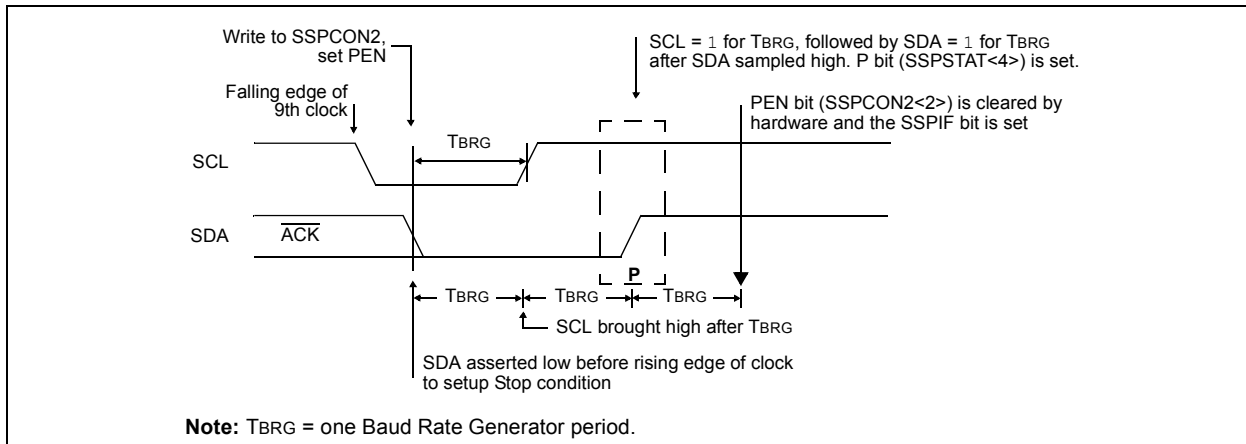 Write to SSPCON2,
set PEN
SCL = 1 for TBRG, followed by SDA = 1 for TBRG
after SDA sampled high. P bit (SSPSTAT<4>) is set.
Falling edge of
9th clock
PEN bit (SSPCON2<2>) is cleared by
hardware and the SSPIF bit is set
TBRG
SCL
SDA
ACK
P
TBRG
TBRG
TBRG
SCL brought high after TBRG
SDA asserted low before rising edge of clock
to setup Stop condition
Note: TBRG = one Baud Rate Generator period.